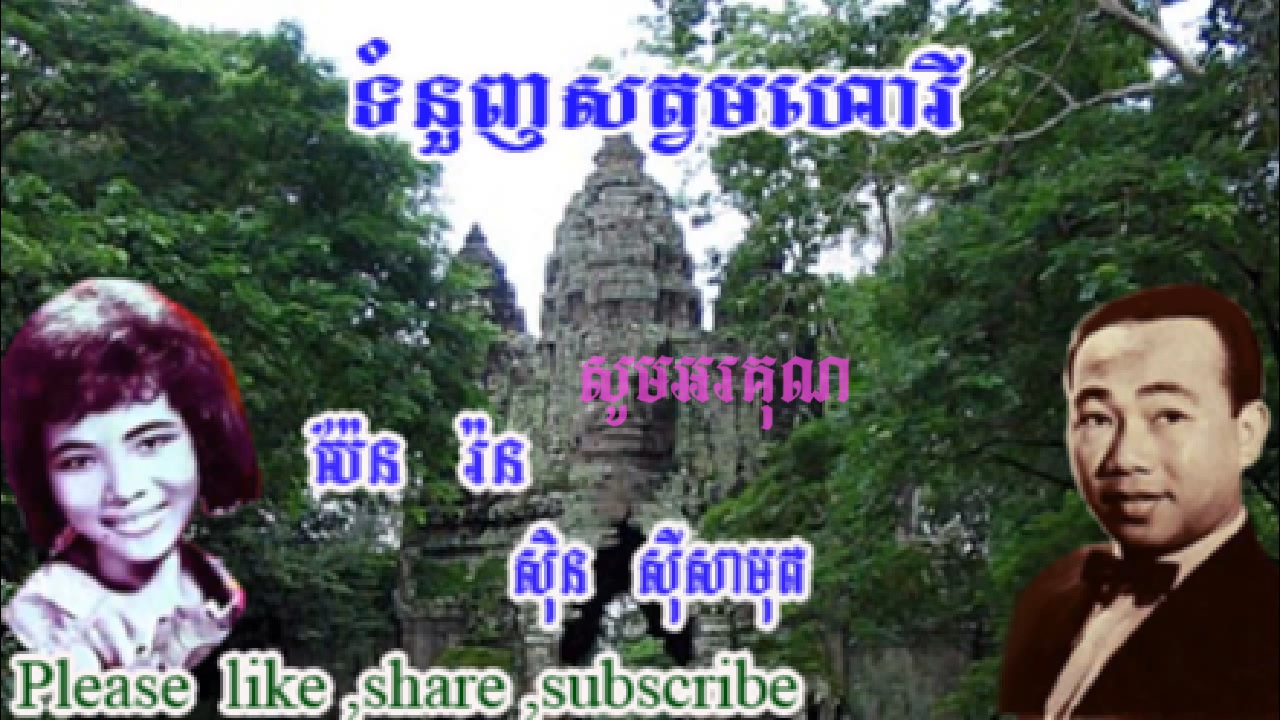 ទំនួញសត្វមហោរី
សូមអរគុណ
ស៊ែន រ៉ន
ស៊ិន ស៊ីសាមុត
Please like ,share ,subscribe